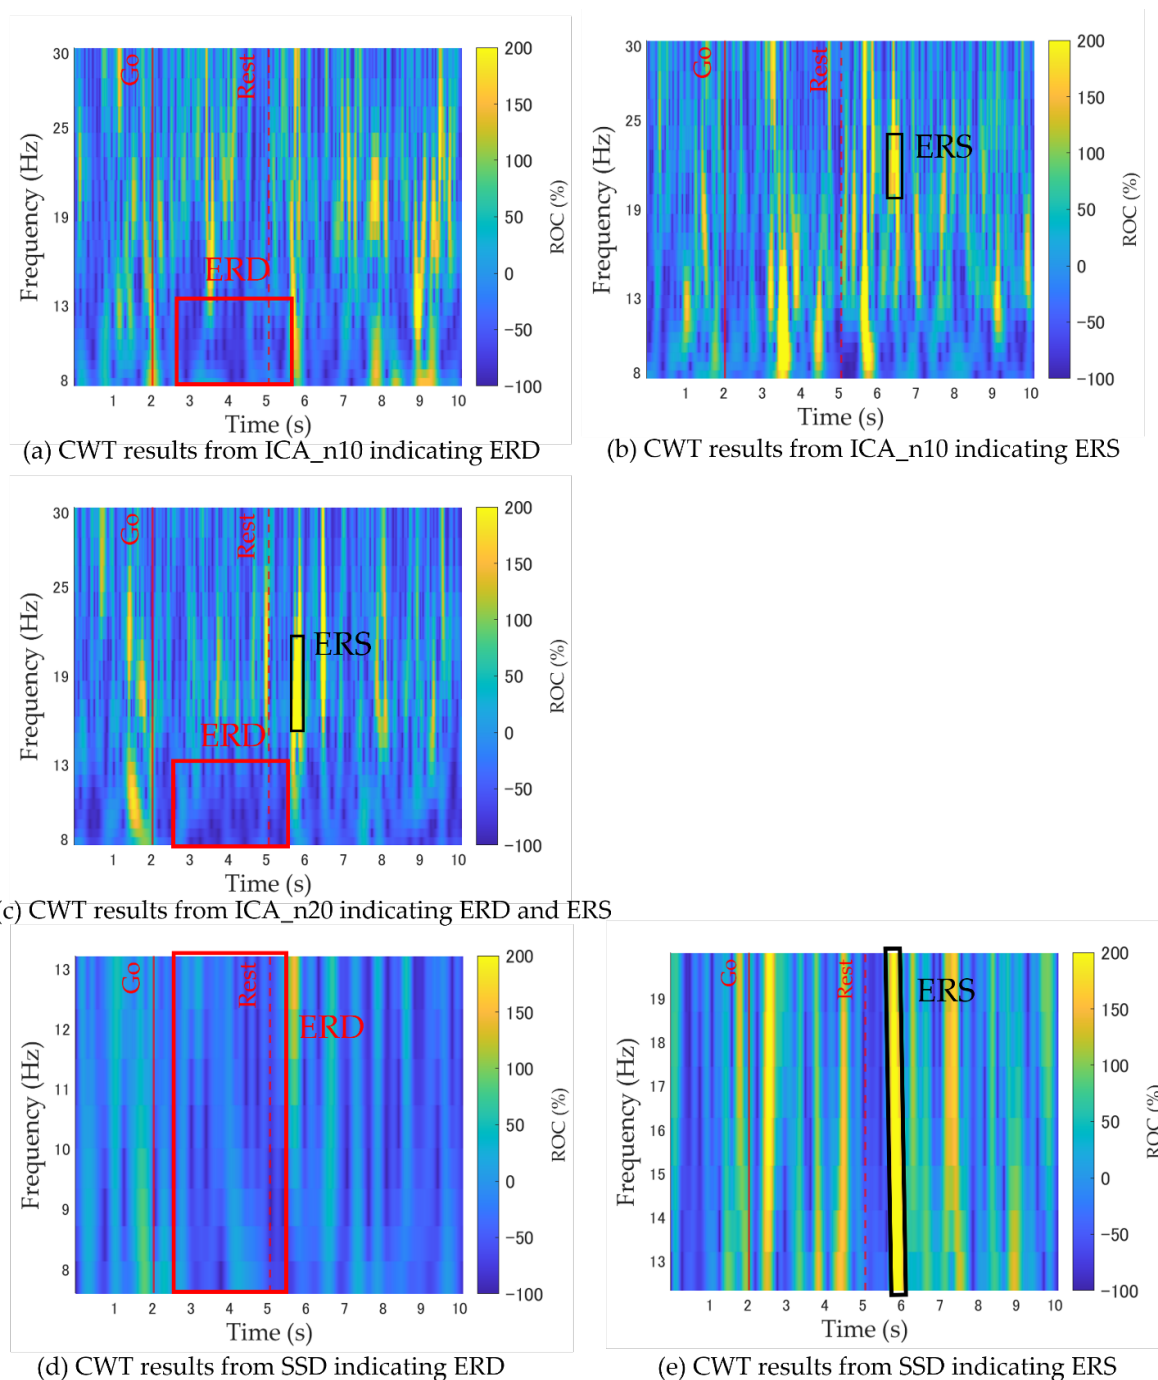 30
25
19
13
8
Frequency (Hz)
Go
Rest
ERD
1 2 3 4 5 6 7 8 9 10
Time (s)
200
150
100
50
0
−50
−100
ROC (%)
(a) CWT results from ICA_n10 indicating ERD
30
25
19
13
8
Frequency (Hz)
Go
Rest
ERS
1 2 3 4 5 6 7 8 9 10
Time (s)
200
150
100
50
0
−50
−100
ROC (%)
(b) CWT results from ICA_n10 indicating ERS
30
25
19
13
8
Frequency (Hz)
Go
Rest
ERS
ERD
1 2 3 4 5 6 7 8 9 10
Time (s)
200
150
100
50
0
−50
−100
ROC (%)
(c) CWT results from ICA_n20 indicating ERD and ERS
13
12
11
10
9
8
Frequency (Hz)
Go
Rest
ERD
1 2 3 4 5 6 7 8 9 10
Time (s)
200
150
100
50
0
−50
−100
ROC (%)
(d) CWT results from SSD indicating ERD
19
18
17
16
15
14
13
Frequency (Hz)
Go
Rest
ERS
1 2 3 4 5 6 7 8 9 10
Time (s)
200
150
100
50
0
−50
−100
ROC (%)
(e) CWT results from SSD indicating ERS